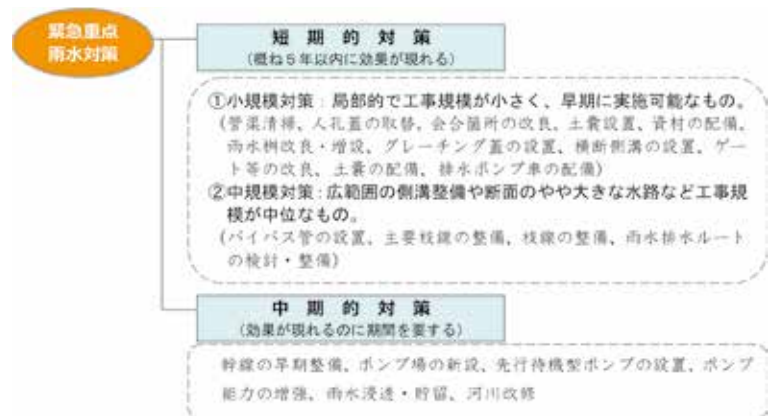 緊急重点
雨水対策
短期的対策
(概ね5年以内に効果が現れる)
①小規模対策：局部的で工事規模が小さく、早期に実施可能なもの。
(管渠清掃、人孔蓋の取替、会合箇所の改良、土嚢設置、資材の配備、
雨水桝改良・増設、グレーチング蓋の設置、横断側溝の設置、ゲー
ト等の改良、土嚢の配備、排水ポンプ車の配備)
②中規模対策：広範囲の側溝整備や断面のやや大きな水路など工事規
模が中位なもの。
(バイパス管の設置、主要枝線の整備、枝線の整備、雨水排水ルート
の検討・整備)
中期的対策
(効果が現れるのに期間を要する)
幹線の早期整備、ポンプ場の新設、先行待機型ポンプの設置、ポンプ
能力の増強、雨水浸透・貯留、河川改修